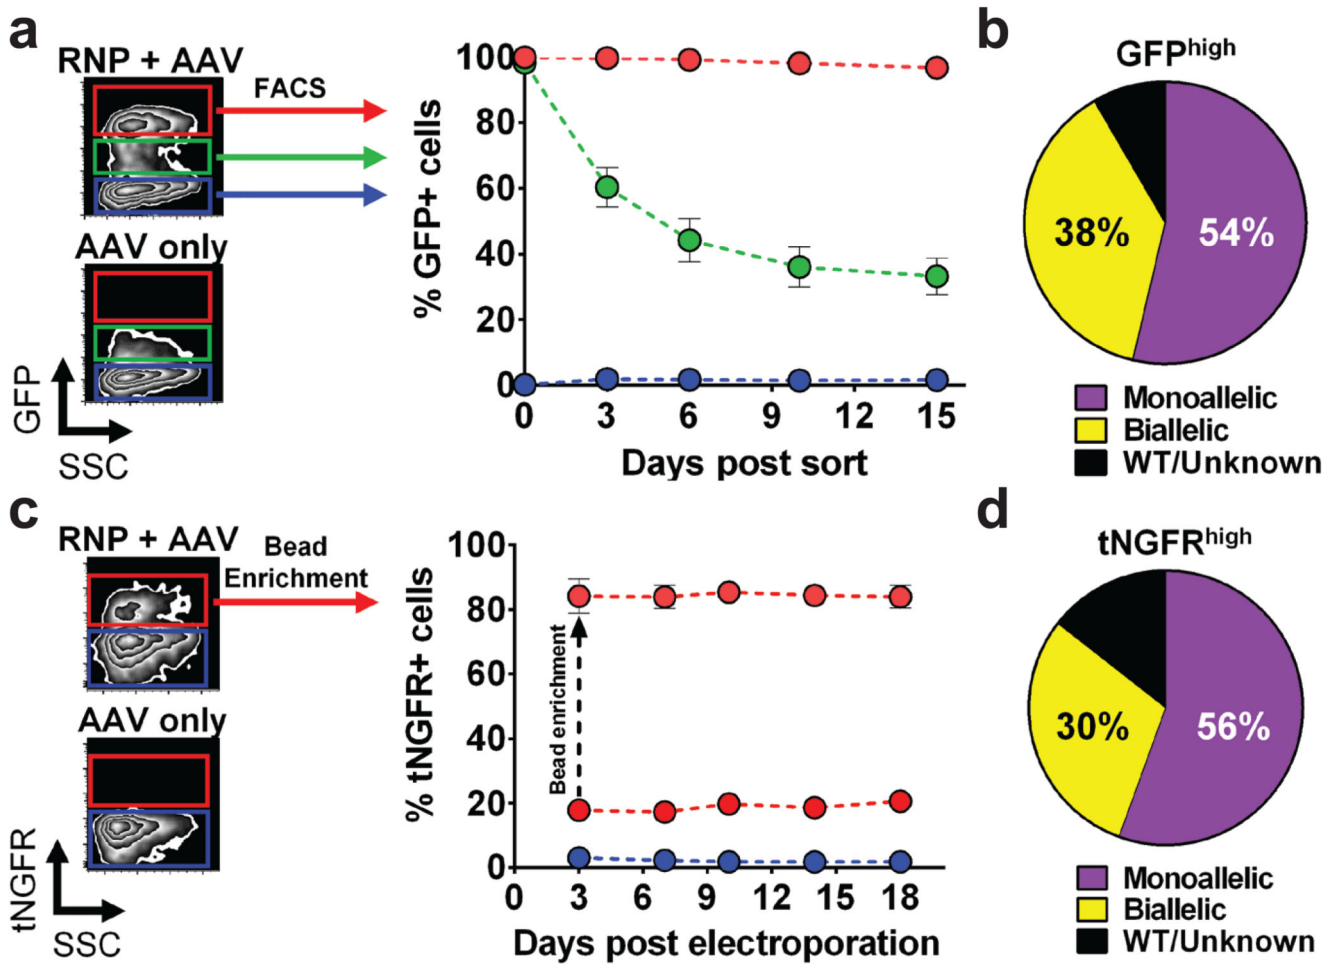 a
RNP + AAV
FACS
AAV only
GFP
SSC
% GFP+ cells
100
80
60
40
20
0
0 3 6 9 12 15
Days post sort
b
GFPhigh
38% 54%
Monoallelic
Biallelic
WT/Unknown
c
RNP + AAV
Bead
Enrichment
AAV only
tNGFR
SSC
% tNGFR+ cells
100
80
60
40
20
0
Bead enrichment
0 3 6 9 12 15 18
Days post electroporation
d
tNGFRhigh
30% 56%
Monoallelic
Biallelic
WT/Unknown